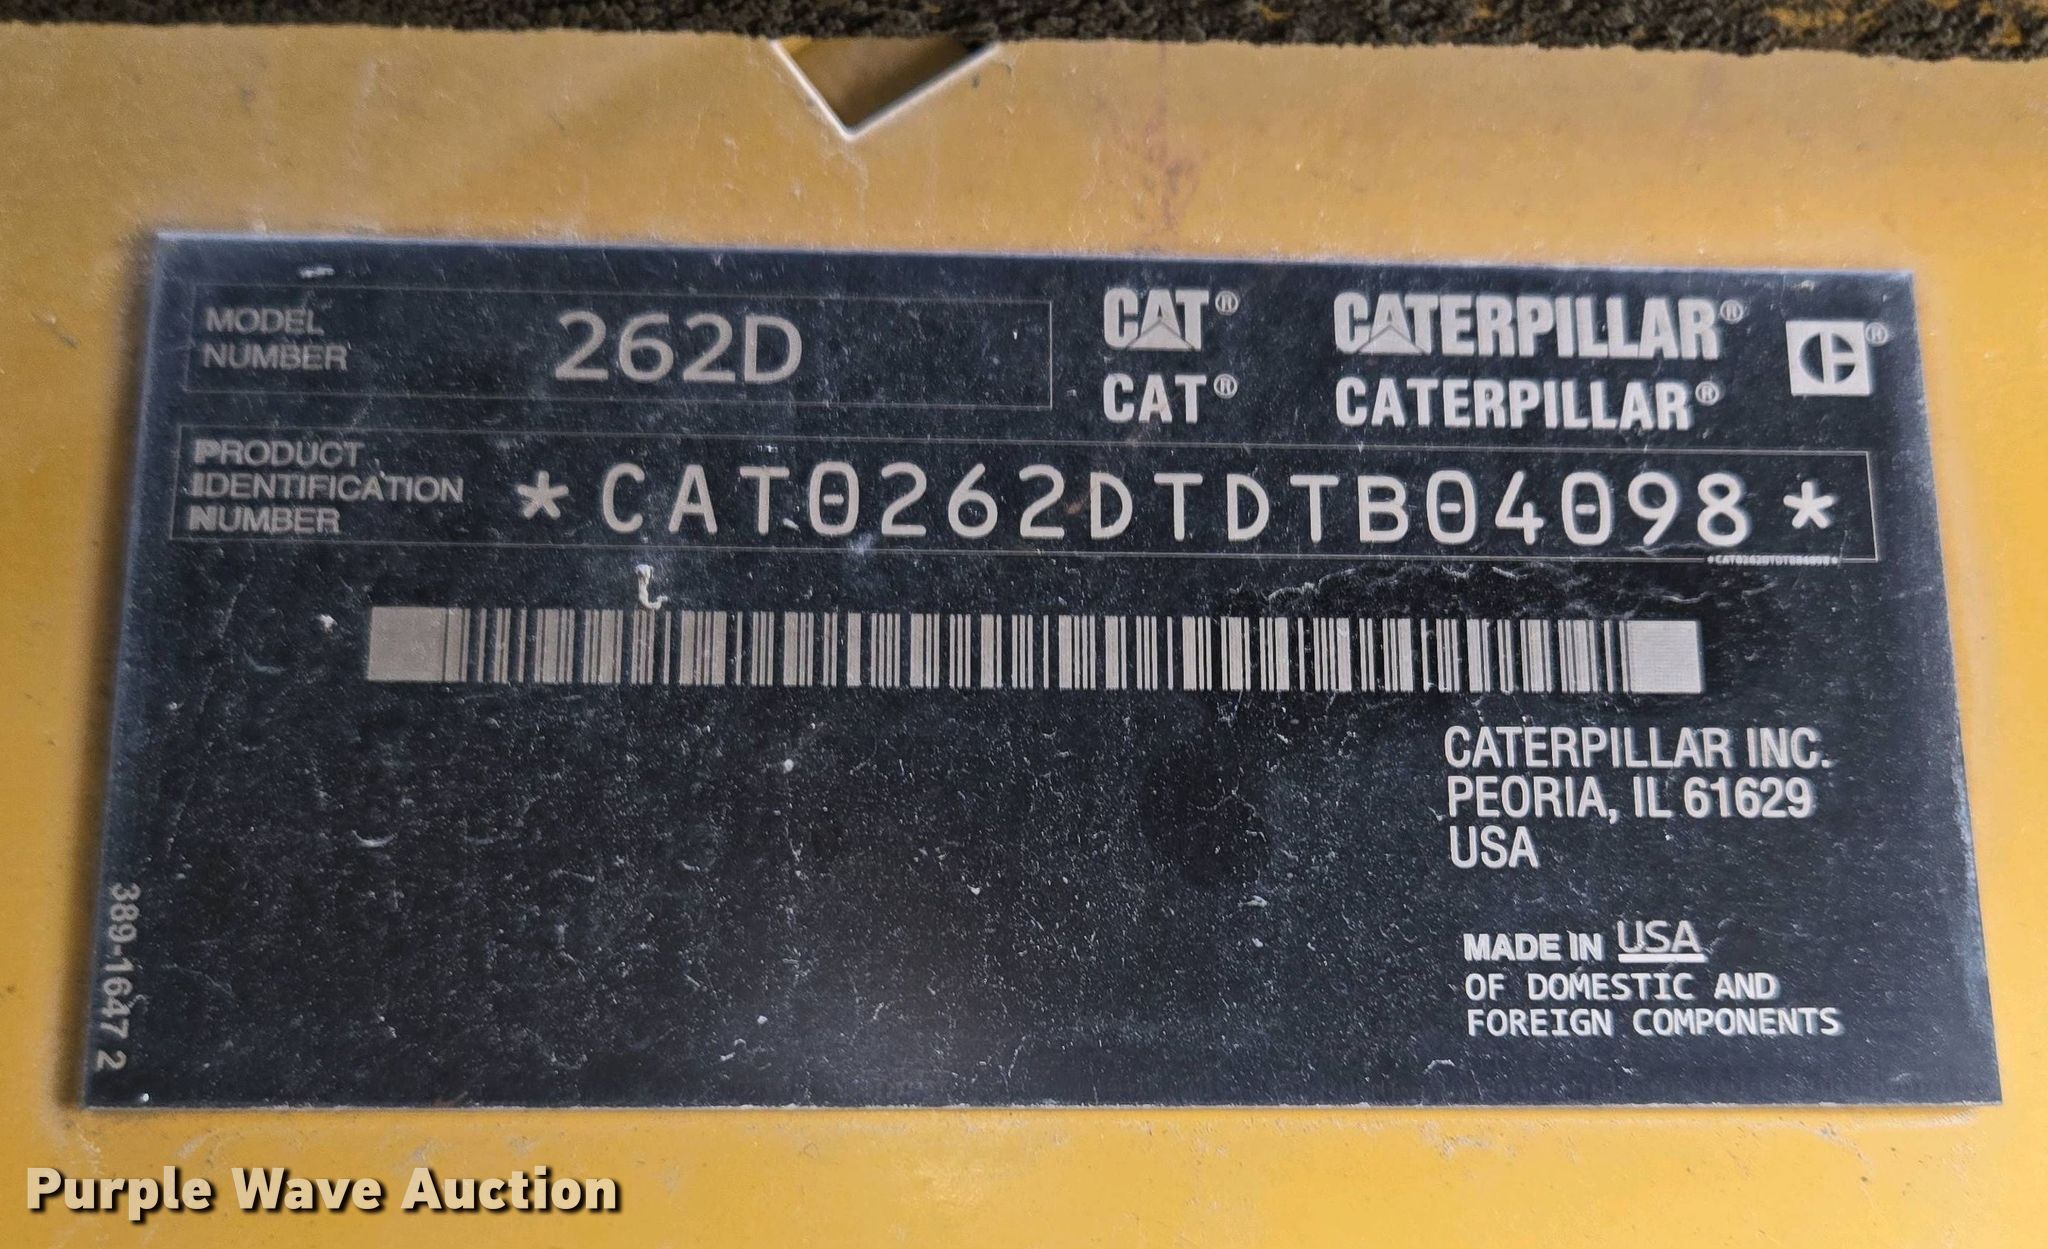 MODEL
NUMBER
262D
CAT® CATERPILLAR® ®
CAT® CATERPILLAR®
PRODUCT
IDENTIFICATION
NUMBER
*CAT0262DTDTB04098*
*CAT0262DTDTB04098*
CATERPILLAR INC.
PEORIA, IL 61629
USA
MADE IN USA
OF DOMESTIC AND
FOREIGN COMPONENTS
389-1647 2
Purple Wave Auction